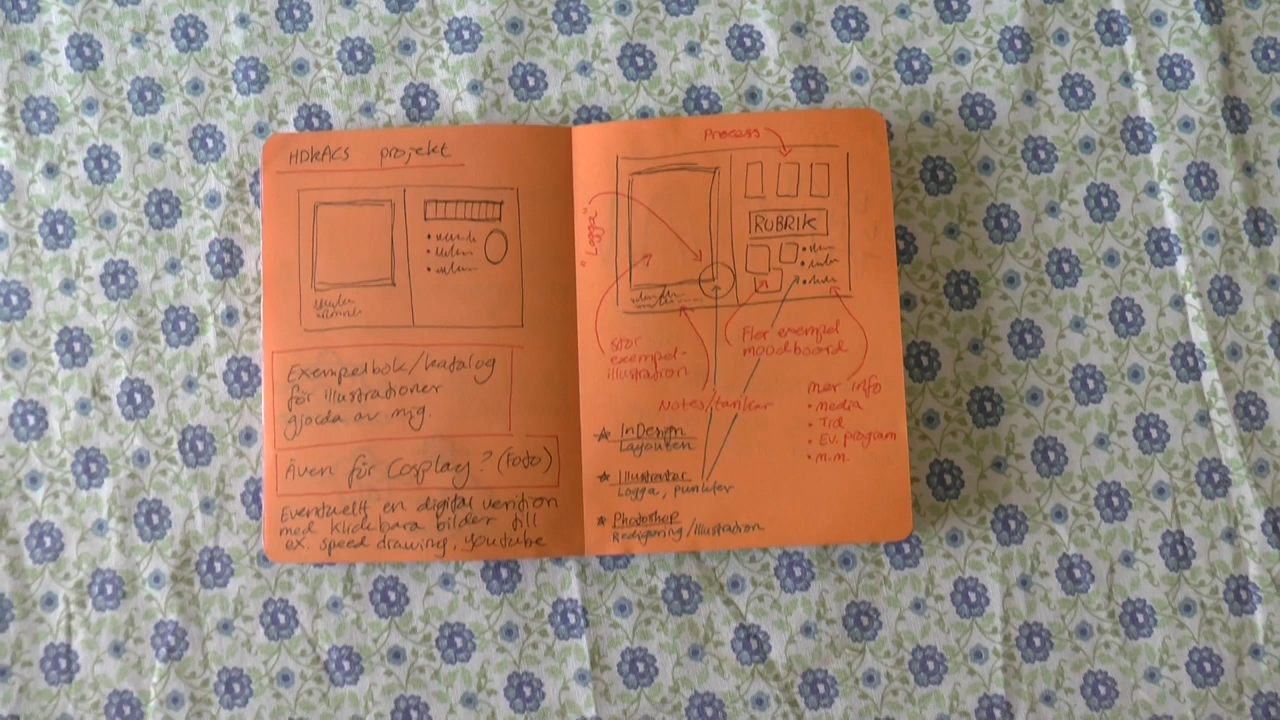 HDKACS projekt
Exempelbok/katalog
för illustrationer
gjorda av mig.
Även för Cosplay? (Foto)
Eventuellt en digital verition
med klickbara bilder till
ex. speed drawing, youtube
Process
"Logga"
RUBRIK
Stor
exempel-
illustration
Fler exempel
moodboard
Notes/tankar
mer info
• media
• Tid
• Ev. program
• m.m.
★ InDesign
Layouten
★ Illustrator
Logga, punkter
★ Photoshop
Redigering/illustration